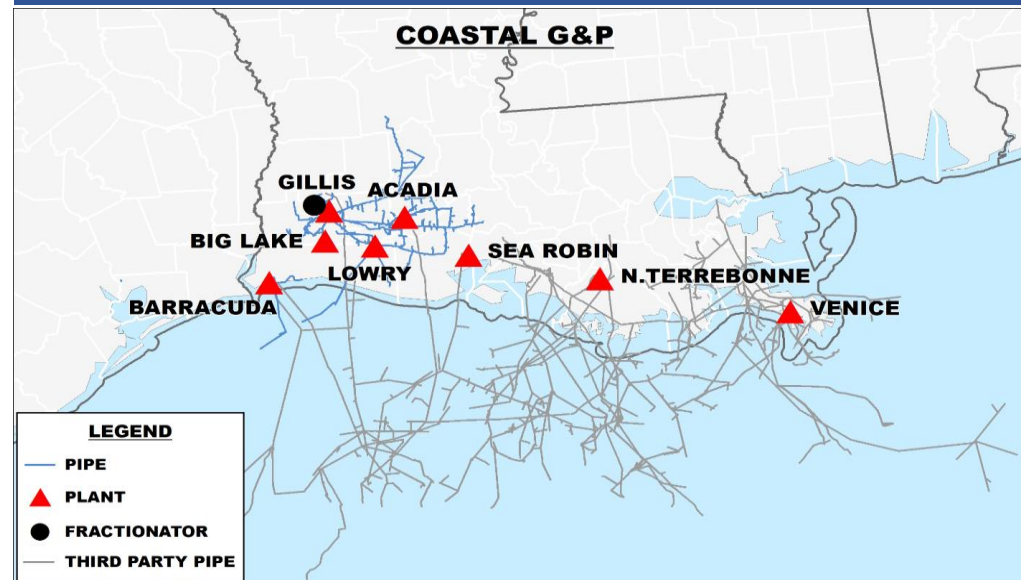 COASTAL G&P
GILLIS
ACADIA
BIG LAKE
SEA ROBIN
LOWRY
N.TERREBONNE
BARRACUDA
VENICE
LEGEND
PIPE
PLANT
FRACTIONATOR
THIRD PARTY PIPE